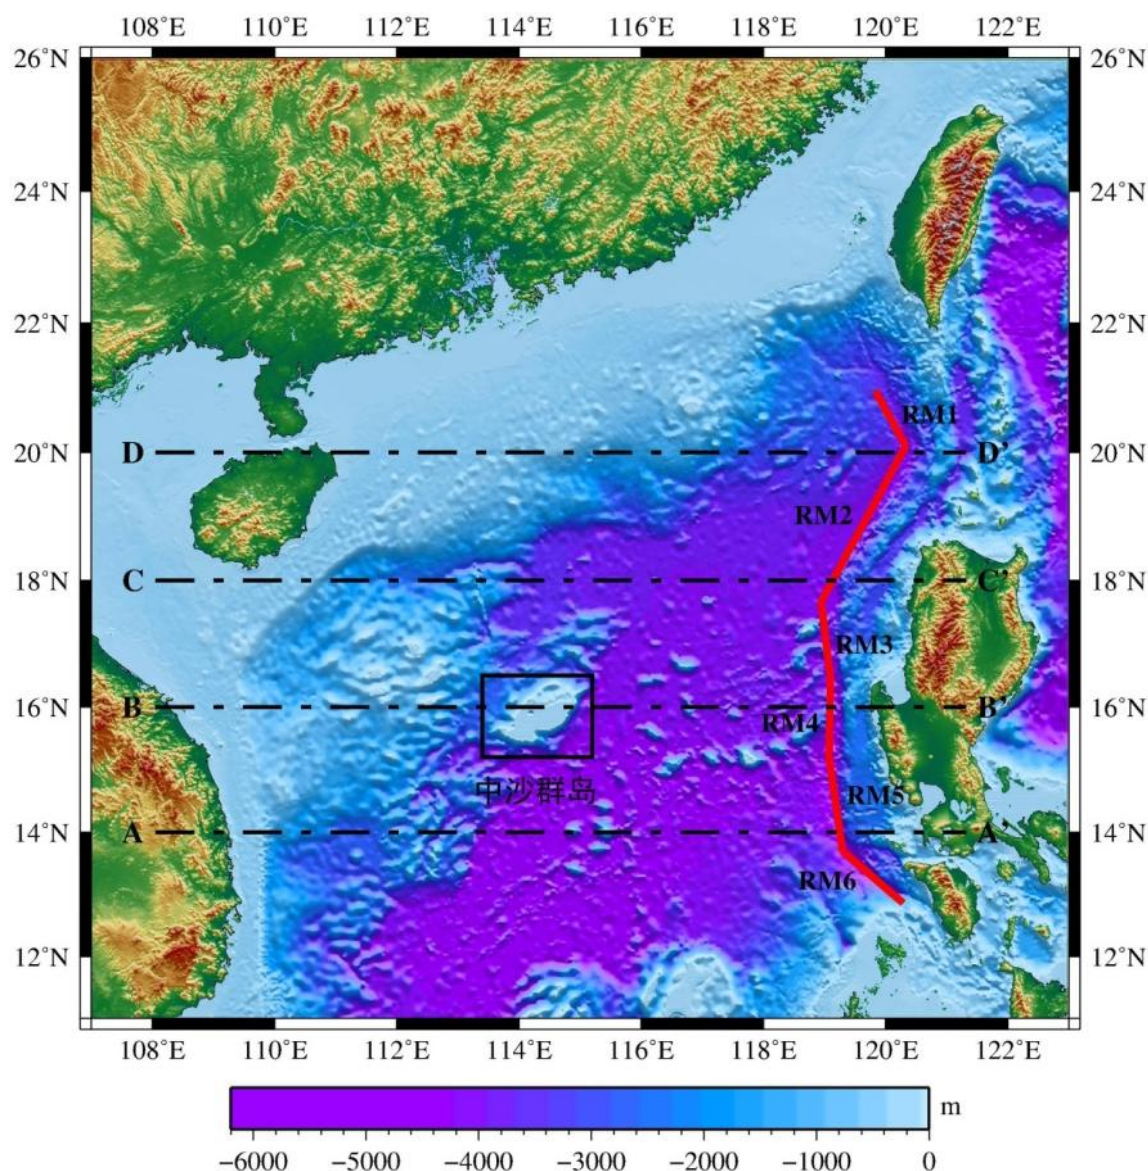 108°E 110°E 112°E 114°E 116°E 118°E 120°E 122°E
26°N 26°N
24°N 24°N
22°N 22°N
RM1
D D'
20°N 20°N
RM2
C C'
18°N 18°N
RM3
B B'
16°N 16°N
RM4
中沙群岛
RM5
A A'
14°N 14°N
RM6
12°N 12°N
108°E 110°E 112°E 114°E 116°E 118°E 120°E 122°E
m
−6000 −5000 −4000 −3000 −2000 −1000 0